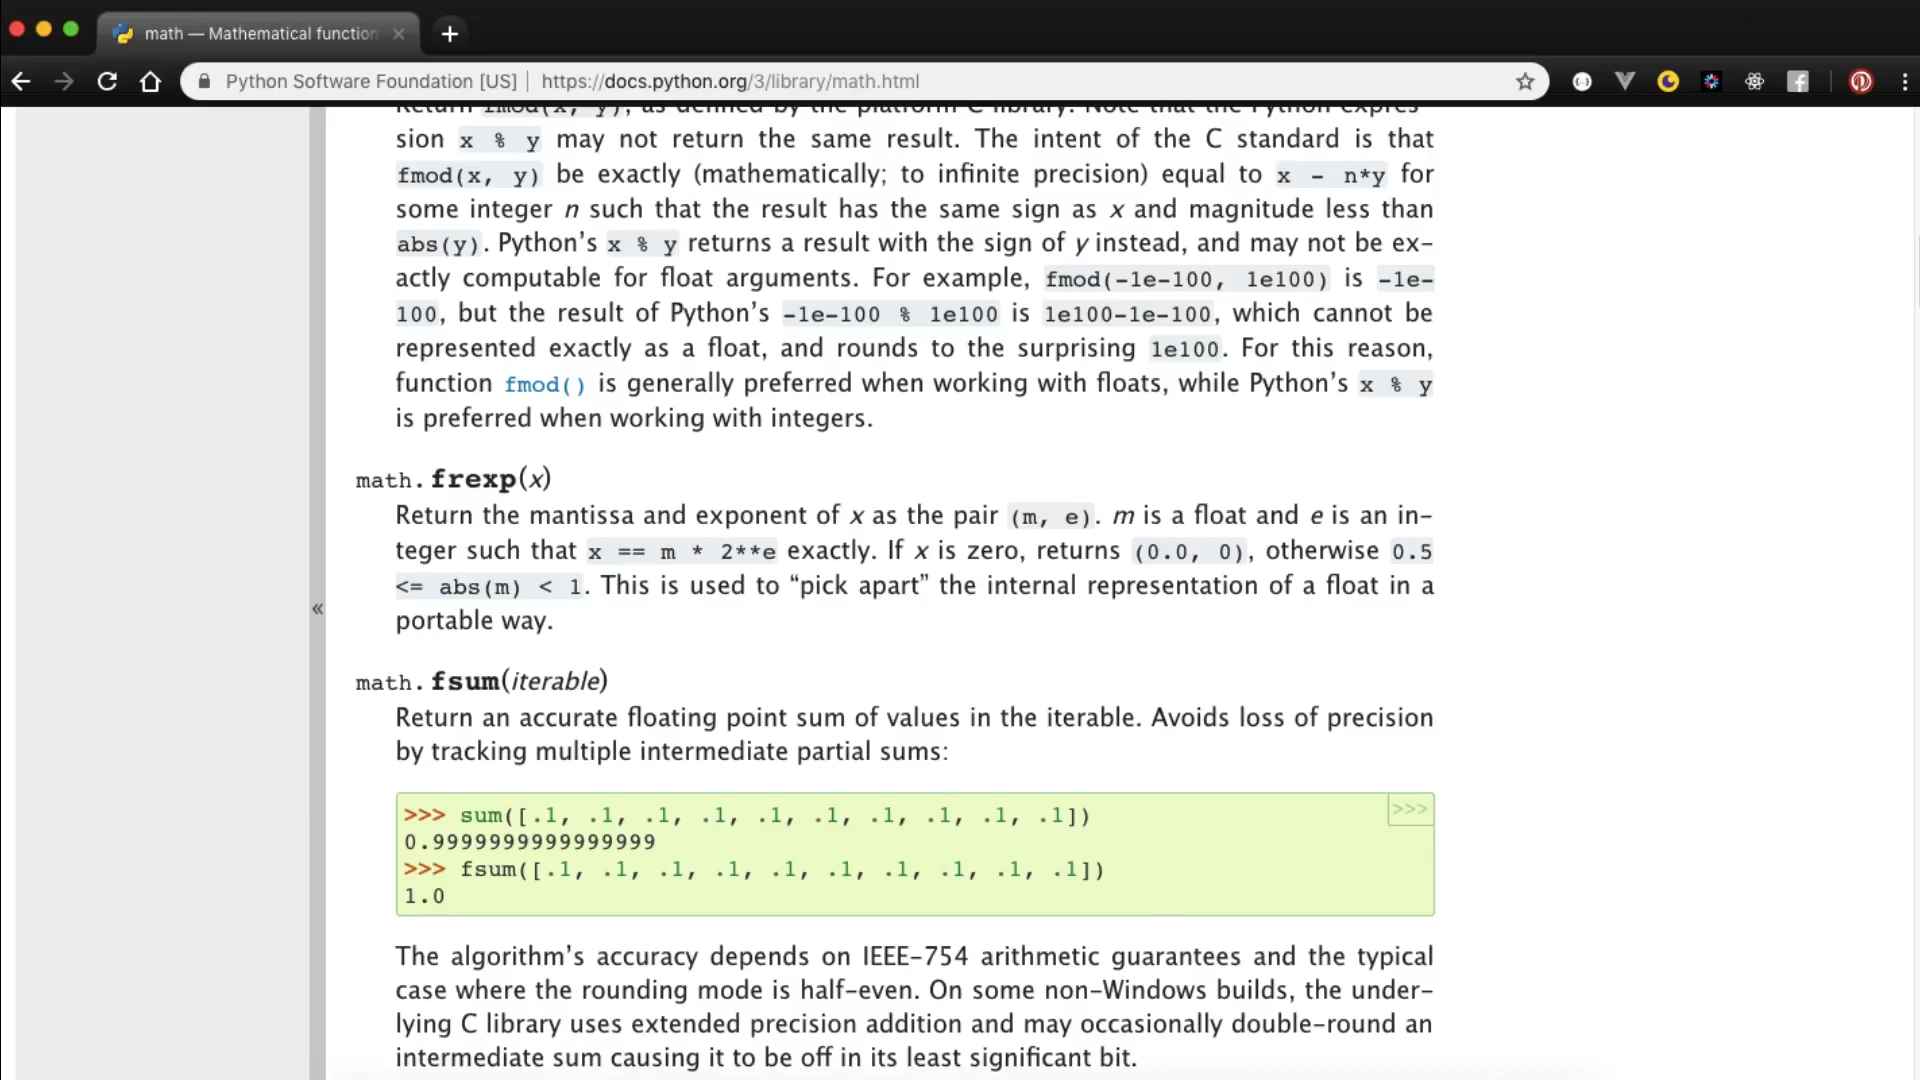 math — Mathematical function
Python Software Foundation [US] https://docs.python.org/3/library/math.html
Return fmod(x, y), as defined by the platform C library. Note that the Python expres-
sion x % y may not return the same result. The intent of the C standard is that
fmod(x, y) be exactly (mathematically; to infinite precision) equal to x - n*y for
some integer n such that the result has the same sign as x and magnitude less than
abs(y). Python’s x % y returns a result with the sign of y instead, and may not be ex-
actly computable for float arguments. For example, fmod(-1e-100, 1e100) is -1e-
100, but the result of Python’s -1e-100 % 1e100 is 1e100-1e-100, which cannot be
represented exactly as a float, and rounds to the surprising 1e100. For this reason,
function fmod() is generally preferred when working with floats, while Python’s x % y
is preferred when working with integers.
math.frexp(x)
Return the mantissa and exponent of x as the pair (m, e). m is a float and e is an in-
teger such that x == m * 2**e exactly. If x is zero, returns (0.0, 0), otherwise 0.5
<= abs(m) < 1. This is used to “pick apart” the internal representation of a float in a
portable way.
«
math.fsum(iterable)
Return an accurate floating point sum of values in the iterable. Avoids loss of precision
by tracking multiple intermediate partial sums:
>>> sum([.1, .1, .1, .1, .1, .1, .1, .1, .1, .1])
>>>
0.9999999999999999
>>> fsum([.1, .1, .1, .1, .1, .1, .1, .1, .1, .1])
1.0
The algorithm’s accuracy depends on IEEE-754 arithmetic guarantees and the typical
case where the rounding mode is half-even. On some non-Windows builds, the under-
lying C library uses extended precision addition and may occasionally double-round an
intermediate sum causing it to be off in its least significant bit.